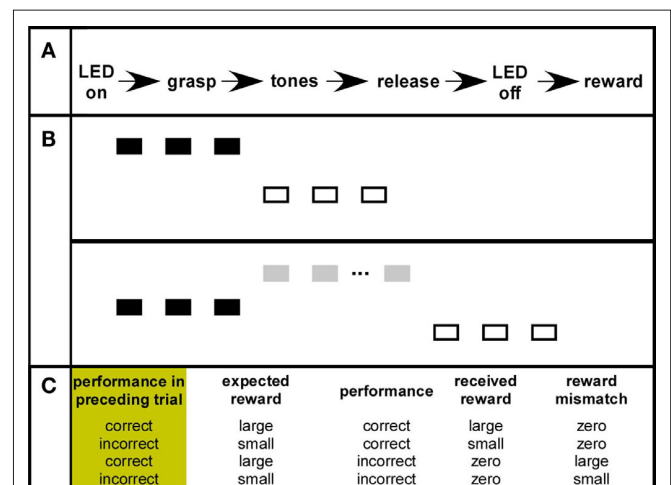 A
LED on grasp tones release LED off reward
B
...
C
performance in preceding trial expected reward performance received reward reward mismatch
correct large correct large zero
incorrect small correct small zero
correct large incorrect zero large
incorrect small incorrect zero small